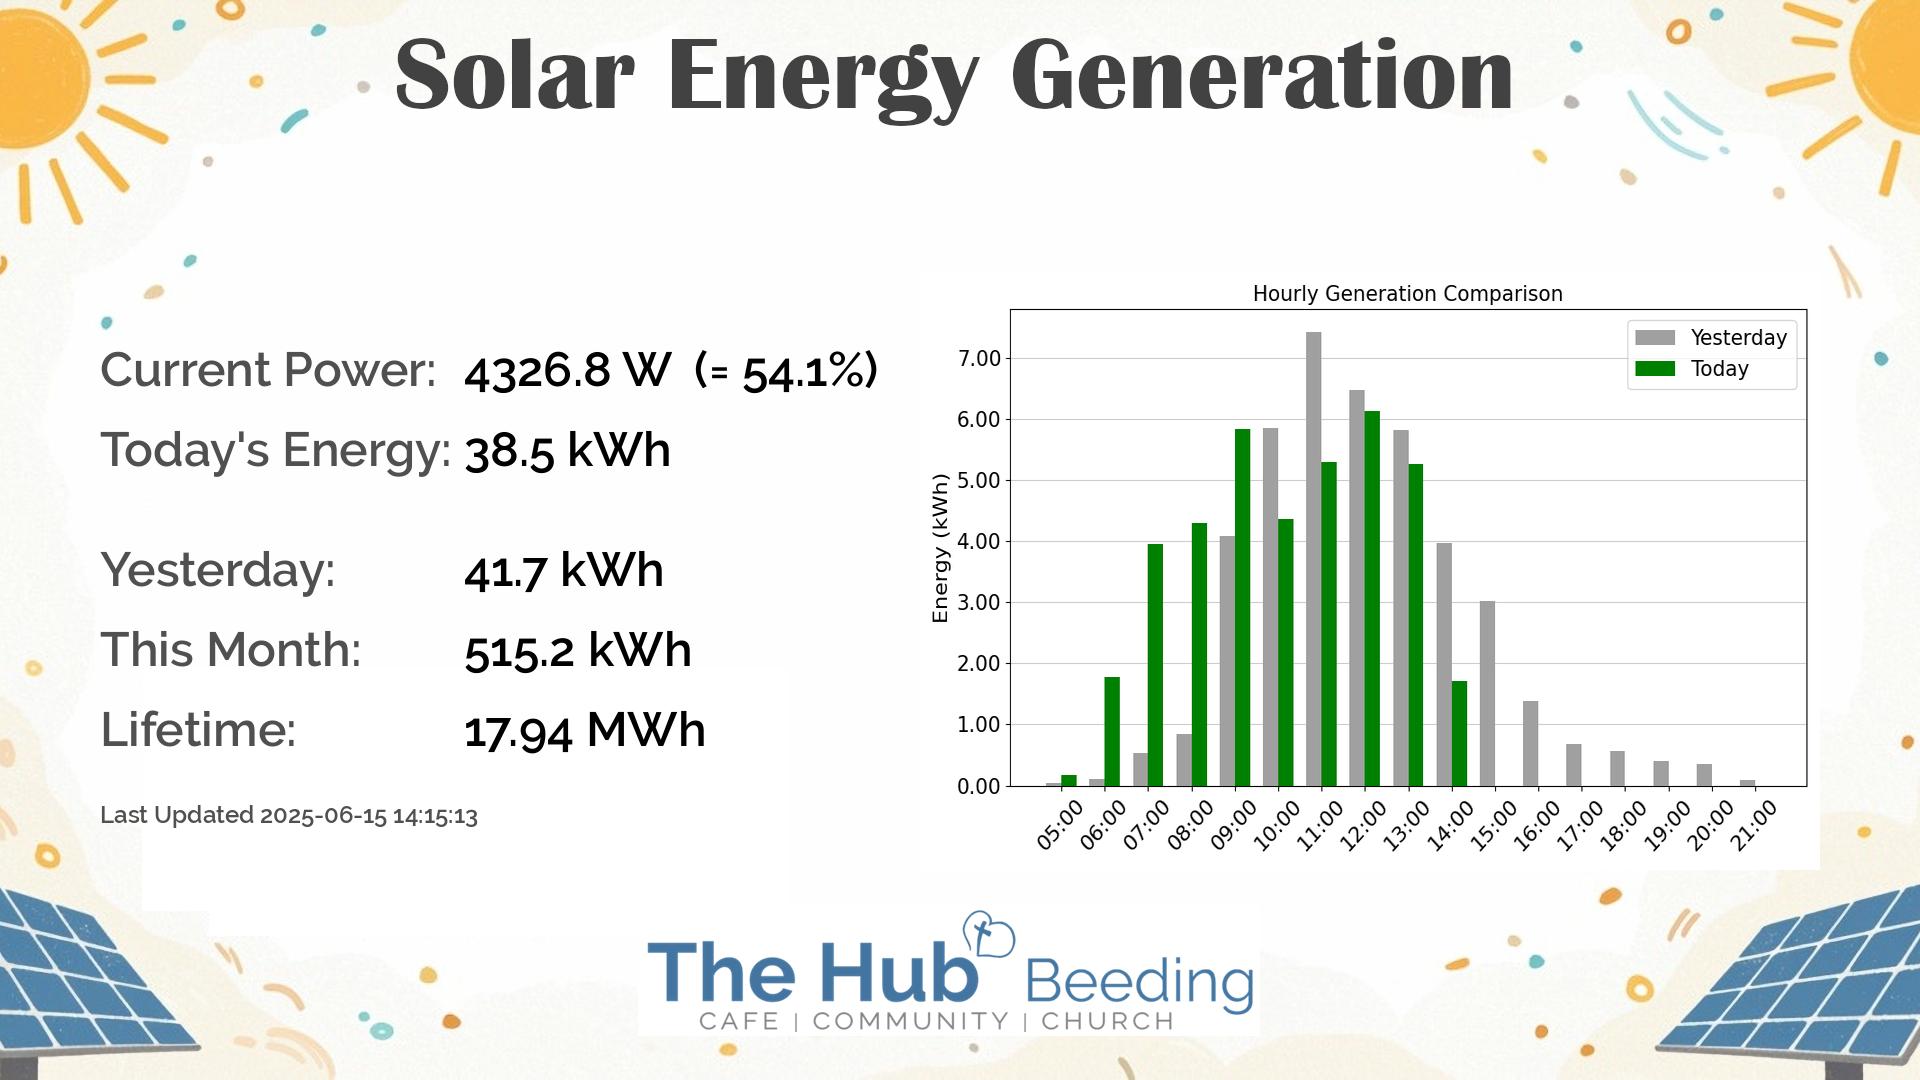 Solar Energy Generation
Current Power: 4326.8 W (= 54.1%)
Today's Energy: 38.5 kWh
Yesterday: 41.7 kWh
This Month: 515.2 kWh
Lifetime: 17.94 MWh
Last Updated 2025-06-15 14:15:13
Hourly Generation Comparison
Yesterday
Today
Energy (kWh)
7.00
6.00
5.00
4.00
3.00
2.00
1.00
0.00
05:00 06:00 07:00 08:00 09:00 10:00 11:00 12:00 13:00 14:00 15:00 16:00 17:00 18:00 19:00 20:00 21:00
The Hub Beeding
CAFE | COMMUNITY | CHURCH